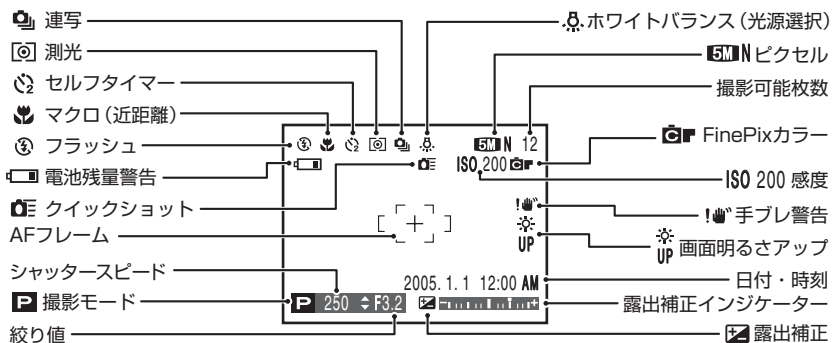 連写
測光
セルフタイマー
マクロ（近距離）
フラッシュ
電池残量警告
クイックショット
AFフレーム
シャッタースピード
P 撮影モード
絞り値
5M N 12
ISO 200
UP
2005. 1. 1 12:00 AM
P 250 F3.2
ホワイトバランス（光源選択）
5M N ピクセル
撮影可能枚数
FinePixカラー
ISO 200 感度
手ブレ警告
UP 画面明るさアップ
日付・時刻
露出補正インジケーター
露出補正